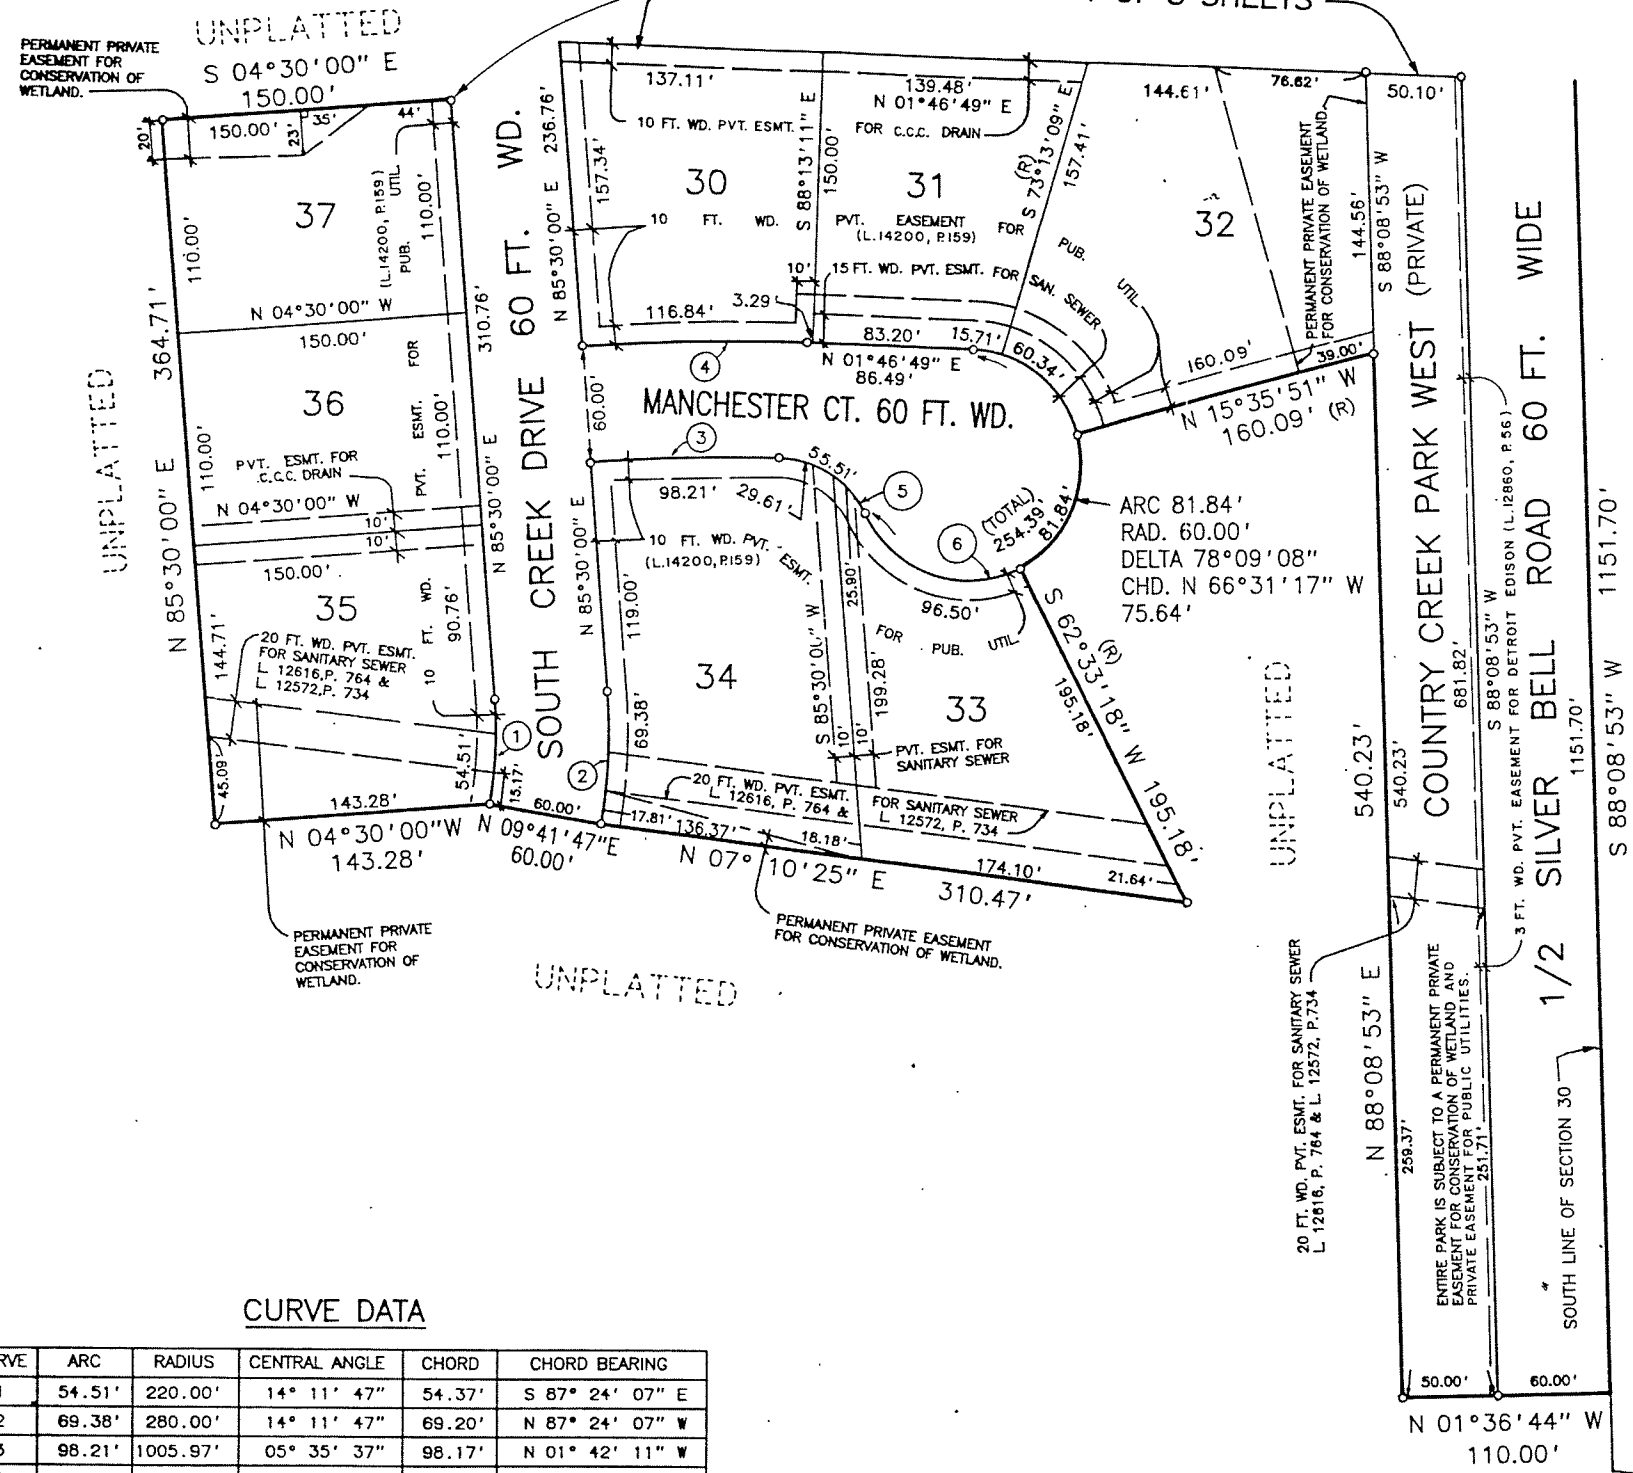 OF 8 SHEETS
UNPLATTED
PERMANENT PRIVATE
EASEMENT FOR
CONSERVATION OF
WETLAND.
S 04°30'00" E
150.00'
20'
150.00'
23'
35'
44'
110.00'
37
(L.14200, P.159)
PUB. UTIL
110.00'
N 04°30'00" W
150.00'
364.71'
N 85°30'00" E
UNPLATTED
36
110.00'
110.00'
PVT. ESMT. FOR
310.76'
N 85°30'00" E
PVT. ESMT. FOR
C.C.C. DRAIN
N 04°30'00" W
10'
10'
150.00'
35
144.71'
90.76'
10 FT. WD.
20 FT. WD. PVT. ESMT.
FOR SANITARY SEWER
L. 12616,P. 764 &
L 12572,P. 734
45.09'
54.51'
15.17'
1
143.28'
N 04°30'00"W
143.28'
N 09°41'47"E
60.00'
60.00'
PERMANENT PRIVATE
EASEMENT FOR
CONSERVATION OF
WETLAND.
SOUTH CREEK DRIVE 60 FT. WD.
N 85°30'00" E 236.76'
157.34'
137.11'
10 FT. WD. PVT. ESMT.
FOR C.C.C. DRAIN
139.48'
N 01°46'49" E
144.61'
76.62'
50.10'
30
S 88°13'11" E
150.00'
31
S 73°13'09" E
(R)
157.41'
32
10 FT. WD.
PVT. EASEMENT
(L.14200, P.159)
FOR PUB. UTIL
10'
15 FT. WD. PVT. ESMT. FOR SAN. SEWER
116.84'
3.29
83.20'
15.71'
60.34'
N 01°46'49" E
86.49'
4
60.00'
MANCHESTER CT. 60 FT. WD.
160.09'
39.00'
N 15°35'51" W
160.09' (R)
PERMANENT PRIVATE EASEMENT
FOR CONSERVATION OF WETLAND.
144.56'
S 88°08'53" W
3
55.51'
5
98.21'
29.61'
(TOTAL)
254.39'
81.84'
6
ARC 81.84'
RAD. 60.00'
DELTA 78°09'08"
CHD. N 66°31'17" W
75.64'
N 85°30'00" E
10 FT. WD. PVT. ESMT.
(L.14200,P.159)
119.00'
25.90'
96.50'
FOR PUB. UTIL
34
S 85°30'00" W
199.28'
33
S 62°33'18" W 195.18'
(R)
195.18'
10'
10'
PVT. ESMT. FOR
SANITARY SEWER
69.38'
2
20 FT. WD. PVT. ESMT.
L 12616, P. 764 &
FOR SANITARY SEWER
L 12572, P. 734
17.81'
136.37'
18.18'
174.10'
21.64'
N 07° 10'25" E
310.47'
PERMANENT PRIVATE EASEMENT
FOR CONSERVATION OF WETLAND.
UNPLATTED
UNPLATTED
COUNTRY CREEK PARK WEST (PRIVATE)
540.23'
540.23'
N 88°08'53" E
259.37'
681.82'
S 88°08'53" W
3 FT. WD. PVT. EASEMENT FOR DETROIT EDISON (L.12860, P.56)
1/2 SILVER BELL ROAD 60 FT. WIDE
1151.70'
S 88°08'53" W 1151.70'
20 FT. WD. PVT. ESMT. FOR SANITARY SEWER
L 12616, P. 764 & L 12572, P.734
ENTIRE PARK IS SUBJECT TO A PERMANENT PRIVATE
EASEMENT FOR CONSERVATION OF WETLAND AND
PRIVATE EASEMENT FOR PUBLIC UTILITIES.
251.71'
SOUTH LINE OF SECTION 30
50.00'
60.00'
N 01°36'44" W
110.00'
CURVE DATA
ARC RADIUS CENTRAL ANGLE CHORD CHORD BEARING
54.51' 220.00' 14° 11' 47" 54.37' S 87° 24' 07" E
69.38' 280.00' 14° 11' 47" 69.20' N 87° 24' 07" W
98.21' 1005.97' 05° 35' 37" 98.17' N 01° 42' 11" W